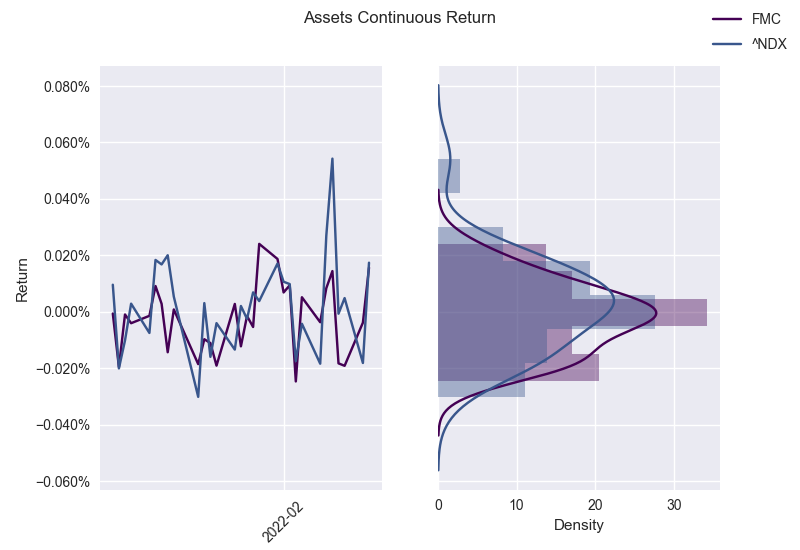 Assets Continuous Return
FMC
^NDX
0.080%
0.060%
0.040%
0.020%
0.000%
−0.020%
−0.040%
−0.060%
Return
2022-02
0 10 20 30
Density